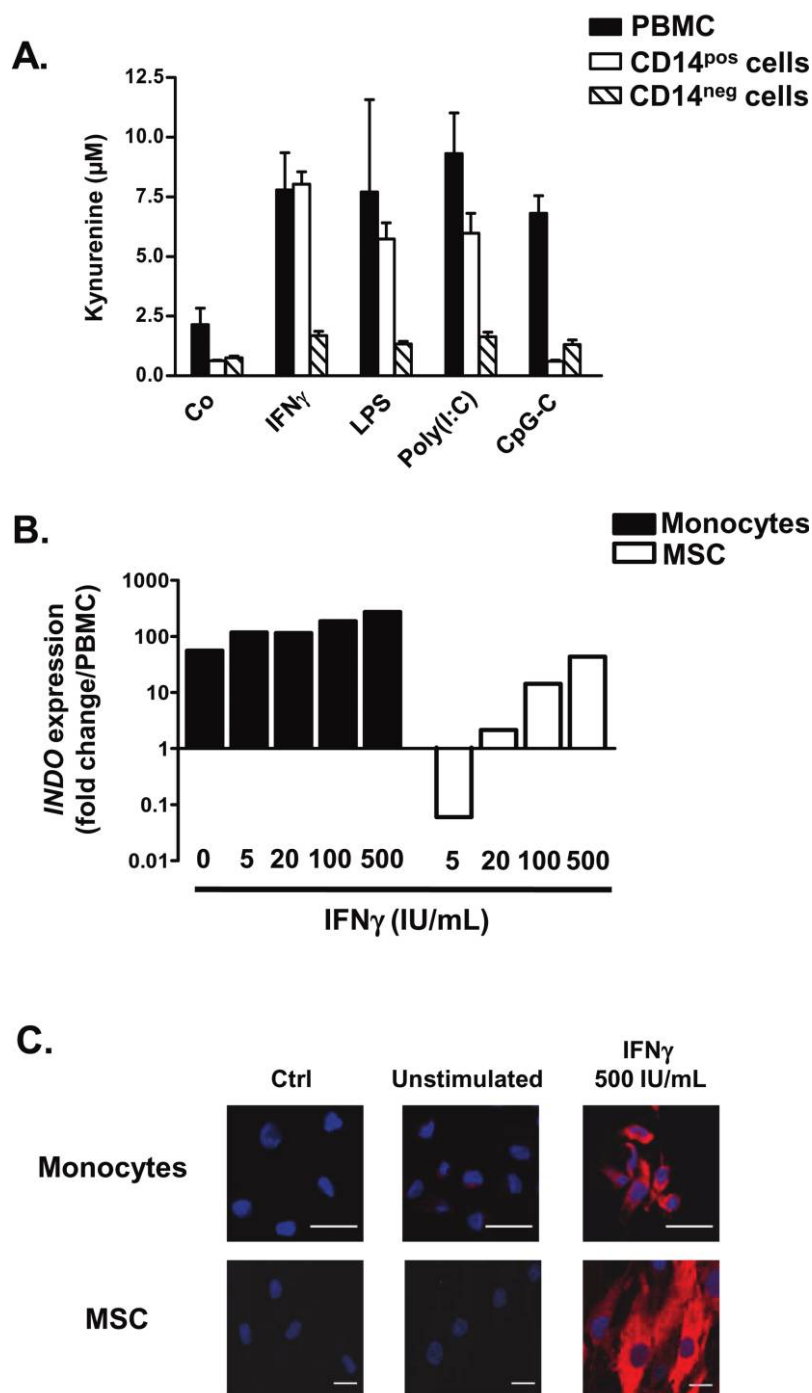 A.
PBMC
CD14pos cells
CD14neg cells
Kynurenine (µM)
12.5
10.0
7.5
5.0
2.5
0.0
Co
IFNγ
LPS
Poly(I:C)
CpG-C
B.
Monocytes
MSC
INDO expression
(fold change/PBMC)
1000
100
10
1
0.1
0.01
0 5 20 100 500 5 20 100 500
IFNγ (IU/mL)
C.
Ctrl
Unstimulated
IFNγ
500 IU/mL
Monocytes
MSC